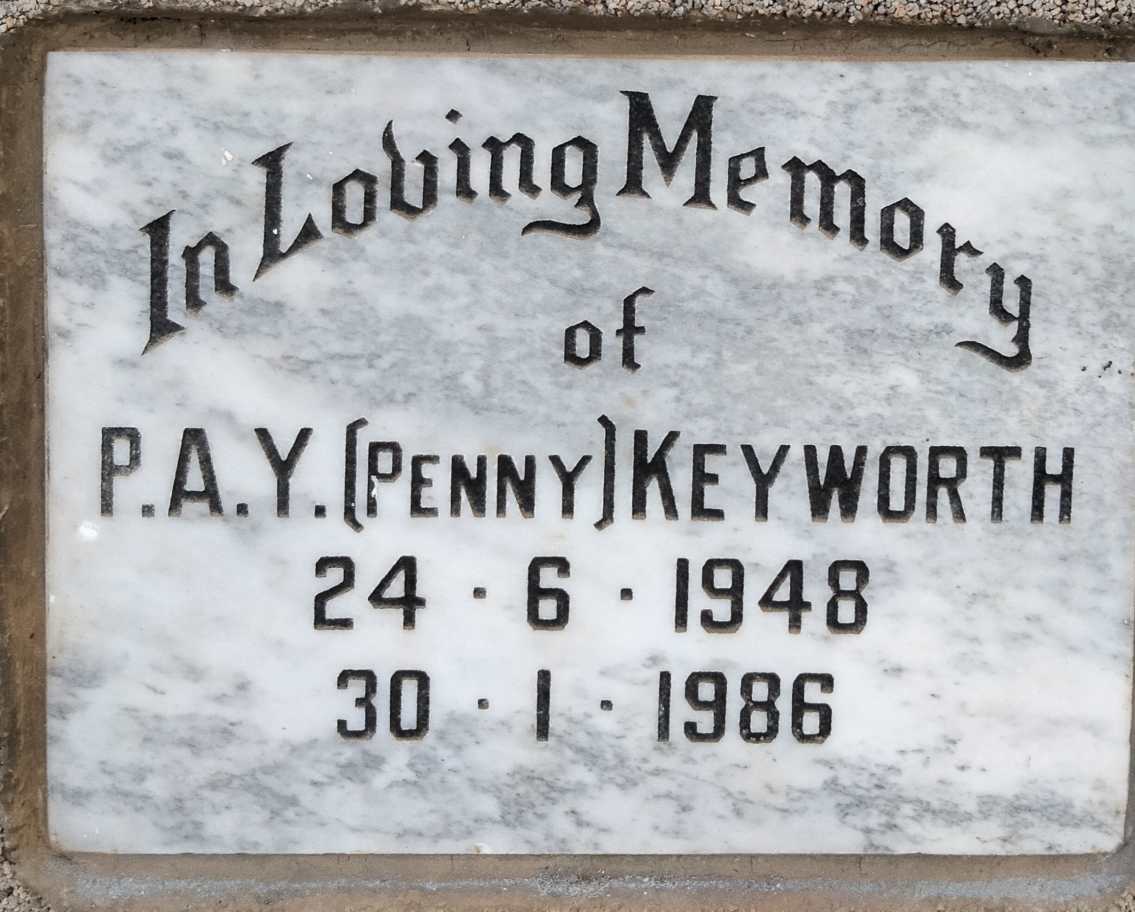 In Loving Memory
of
P.A.Y. (PENNY) KEYWORTH
24 · 6 · 1948
30 · 1 · 1986